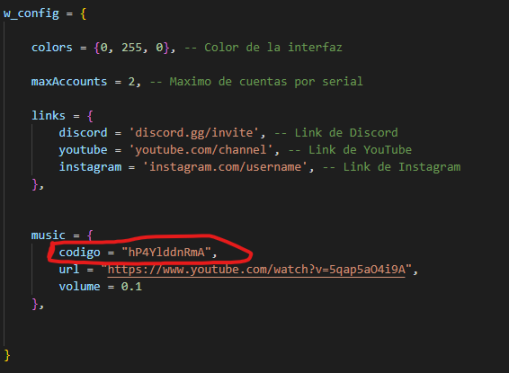 w_config = {
colors = {0, 255, 0}, -- Color de la interfaz
maxAccounts = 2, -- Maximo de cuentas por serial
links = {
discord = 'discord.gg/invite', -- Link de Discord
youtube = 'youtube.com/channel', -- Link de YouTube
instagram = 'instagram.com/username', -- Link de Instagram
},
music = {
codigo = "hP4YlddnRmA",
url = "https://www.youtube.com/watch?v=5qap5aO4i9A",
volume = 0.1
},
}